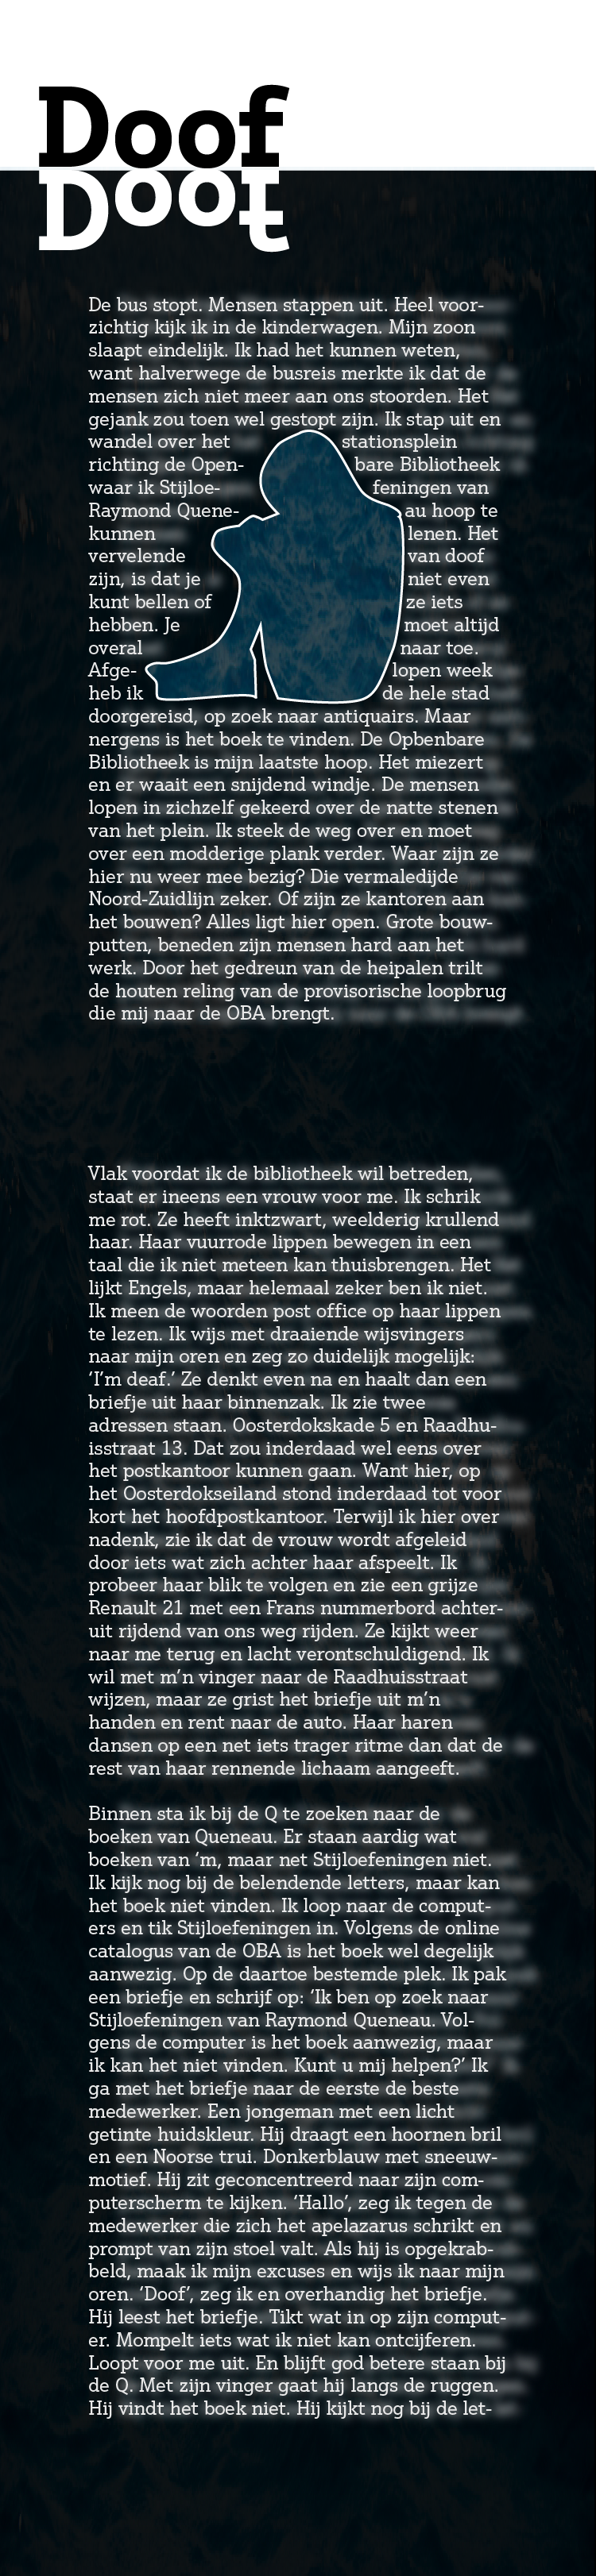 Doof
De bus stopt. Mensen stappen uit. Heel voor-
zichtig kijk ik in de kinderwagen. Mijn zoon
slaapt eindelijk. Ik had het kunnen weten,
want halverwege de busreis merkte ik dat de
mensen zich niet meer aan ons stoorden. Het
gejank zou toen wel gestopt zijn. Ik stap uit en
wandel over het stationsplein
richting de Open- bare Bibliotheek
waar ik Stijloe- feningen van
Raymond Quene- au hoop te
kunnen lenen. Het
vervelende van doof
zijn, is dat je niet even
kunt bellen of ze iets
hebben. Je moet altijd
overal naar toe.
Afge- lopen week
heb ik de hele stad
doorgereisd, op zoek naar antiquairs. Maar
nergens is het boek te vinden. De Opbenbare
Bibliotheek is mijn laatste hoop. Het miezert
en er waait een snijdend windje. De mensen
lopen in zichzelf gekeerd over de natte stenen
van het plein. Ik steek de weg over en moet
over een modderige plank verder. Waar zijn ze
hier nu weer mee bezig? Die vermaledijde
Noord-Zuidlijn zeker. Of zijn ze kantoren aan
het bouwen? Alles ligt hier open. Grote bouw-
putten, beneden zijn mensen hard aan het
werk. Door het gedreun van de heipalen trilt
de houten reling van de provisorische loopbrug
die mij naar de OBA brengt.
Vlak voordat ik de bibliotheek wil betreden,
staat er ineens een vrouw voor me. Ik schrik
me rot. Ze heeft inktzwart, weelderig krullend
haar. Haar vuurrode lippen bewegen in een
taal die ik niet meteen kan thuisbrengen. Het
lijkt Engels, maar helemaal zeker ben ik niet.
Ik meen de woorden post office op haar lippen
te lezen. Ik wijs met draaiende wijsvingers
naar mijn oren en zeg zo duidelijk mogelijk:
‘I’m deaf.’ Ze denkt even na en haalt dan een
briefje uit haar binnenzak. Ik zie twee
adressen staan. Oosterdokskade 5 en Raadhu-
isstraat 13. Dat zou inderdaad wel eens over
het postkantoor kunnen gaan. Want hier, op
het Oosterdokseiland stond inderdaad tot voor
kort het hoofdpostkantoor. Terwijl ik hier over
nadenk, zie ik dat de vrouw wordt afgeleid
door iets wat zich achter haar afspeelt. Ik
probeer haar blik te volgen en zie een grijze
Renault 21 met een Frans nummerbord achter-
uit rijdend van ons weg rijden. Ze kijkt weer
naar me terug en lacht verontschuldigend. Ik
wil met m’n vinger naar de Raadhuisstraat
wijzen, maar ze grist het briefje uit m’n
handen en rent naar de auto. Haar haren
dansen op een net iets trager ritme dan dat de
rest van haar rennende lichaam aangeeft.
Binnen sta ik bij de Q te zoeken naar de
boeken van Queneau. Er staan aardig wat
boeken van ‘m, maar net Stijloefeningen niet.
Ik kijk nog bij de belendende letters, maar kan
het boek niet vinden. Ik loop naar de comput-
ers en tik Stijloefeningen in. Volgens de online
catalogus van de OBA is het boek wel degelijk
aanwezig. Op de daartoe bestemde plek. Ik pak
een briefje en schrijf op: ‘Ik ben op zoek naar
Stijloefeningen van Raymond Queneau. Vol-
gens de computer is het boek aanwezig, maar
ik kan het niet vinden. Kunt u mij helpen?’ Ik
ga met het briefje naar de eerste de beste
medewerker. Een jongeman met een licht
getinte huidskleur. Hij draagt een hoornen bril
en een Noorse trui. Donkerblauw met sneeuw-
motief. Hij zit geconcentreerd naar zijn com-
puterscherm te kijken. ‘Hallo’, zeg ik tegen de
medewerker die zich het apelazarus schrikt en
prompt van zijn stoel valt. Als hij is opgekrab-
beld, maak ik mijn excuses en wijs ik naar mijn
oren. ‘Doof’, zeg ik en overhandig het briefje.
Hij leest het briefje. Tikt wat in op zijn comput-
er. Mompelt iets wat ik niet kan ontcijferen.
Loopt voor me uit. En blijft god betere staan bij
de Q. Met zijn vinger gaat hij langs de ruggen.
Hij vindt het boek niet. Hij kijkt nog bij de let-